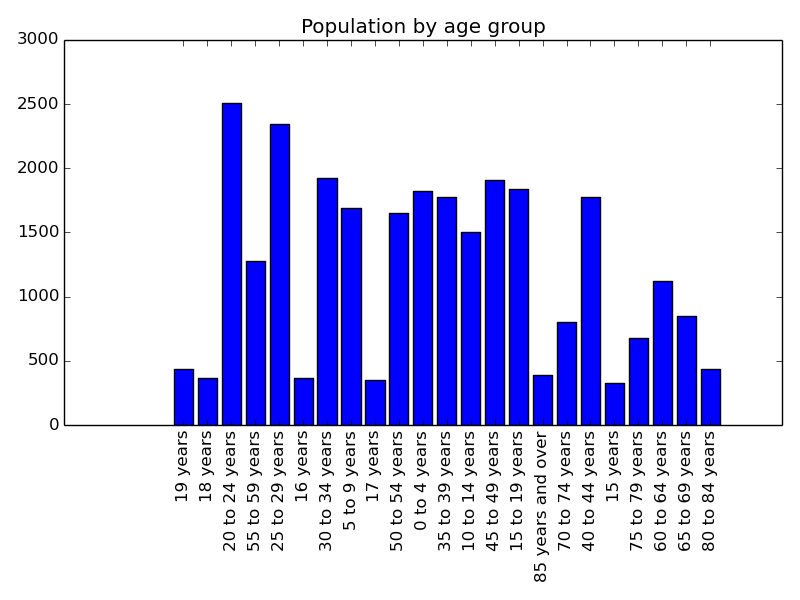 Population by age group
3000
2500
2000
1500
1000
500
0
19 years
18 years
20 to 24 years
55 to 59 years
25 to 29 years
16 years
30 to 34 years
5 to 9 years
17 years
50 to 54 years
0 to 4 years
35 to 39 years
10 to 14 years
45 to 49 years
15 to 19 years
85 years and over
70 to 74 years
40 to 44 years
15 years
75 to 79 years
60 to 64 years
65 to 69 years
80 to 84 years